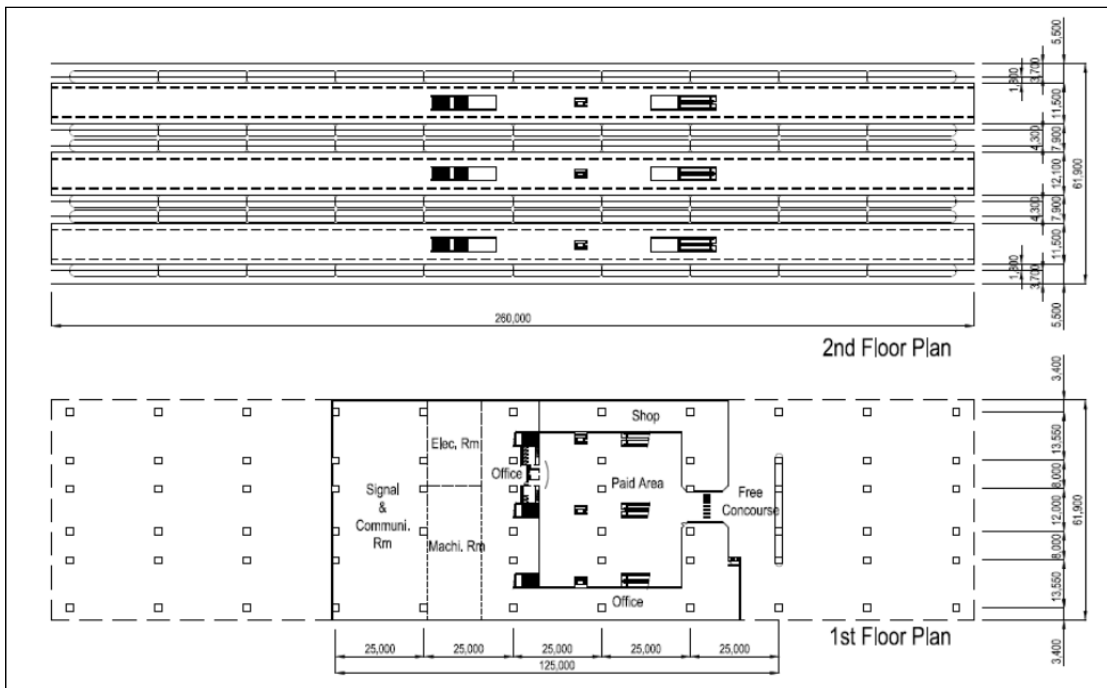 5,500
3,700
1,800
11,500
4,300
7,900
12,100
61,900
4,300
7,900
11,500
1,800
3,700
5,500
260,000
2nd Floor Plan
3,400
Shop
13,550
Elec. Rm
Office
Paid Area
8,000
Signal
&
Communi.
Rm
Free
Concourse
12,000
61,900
Machi. Rm
8,000
13,550
Office
1st Floor Plan
25,000 25,000 25,000 25,000 25,000
125,000
3,400